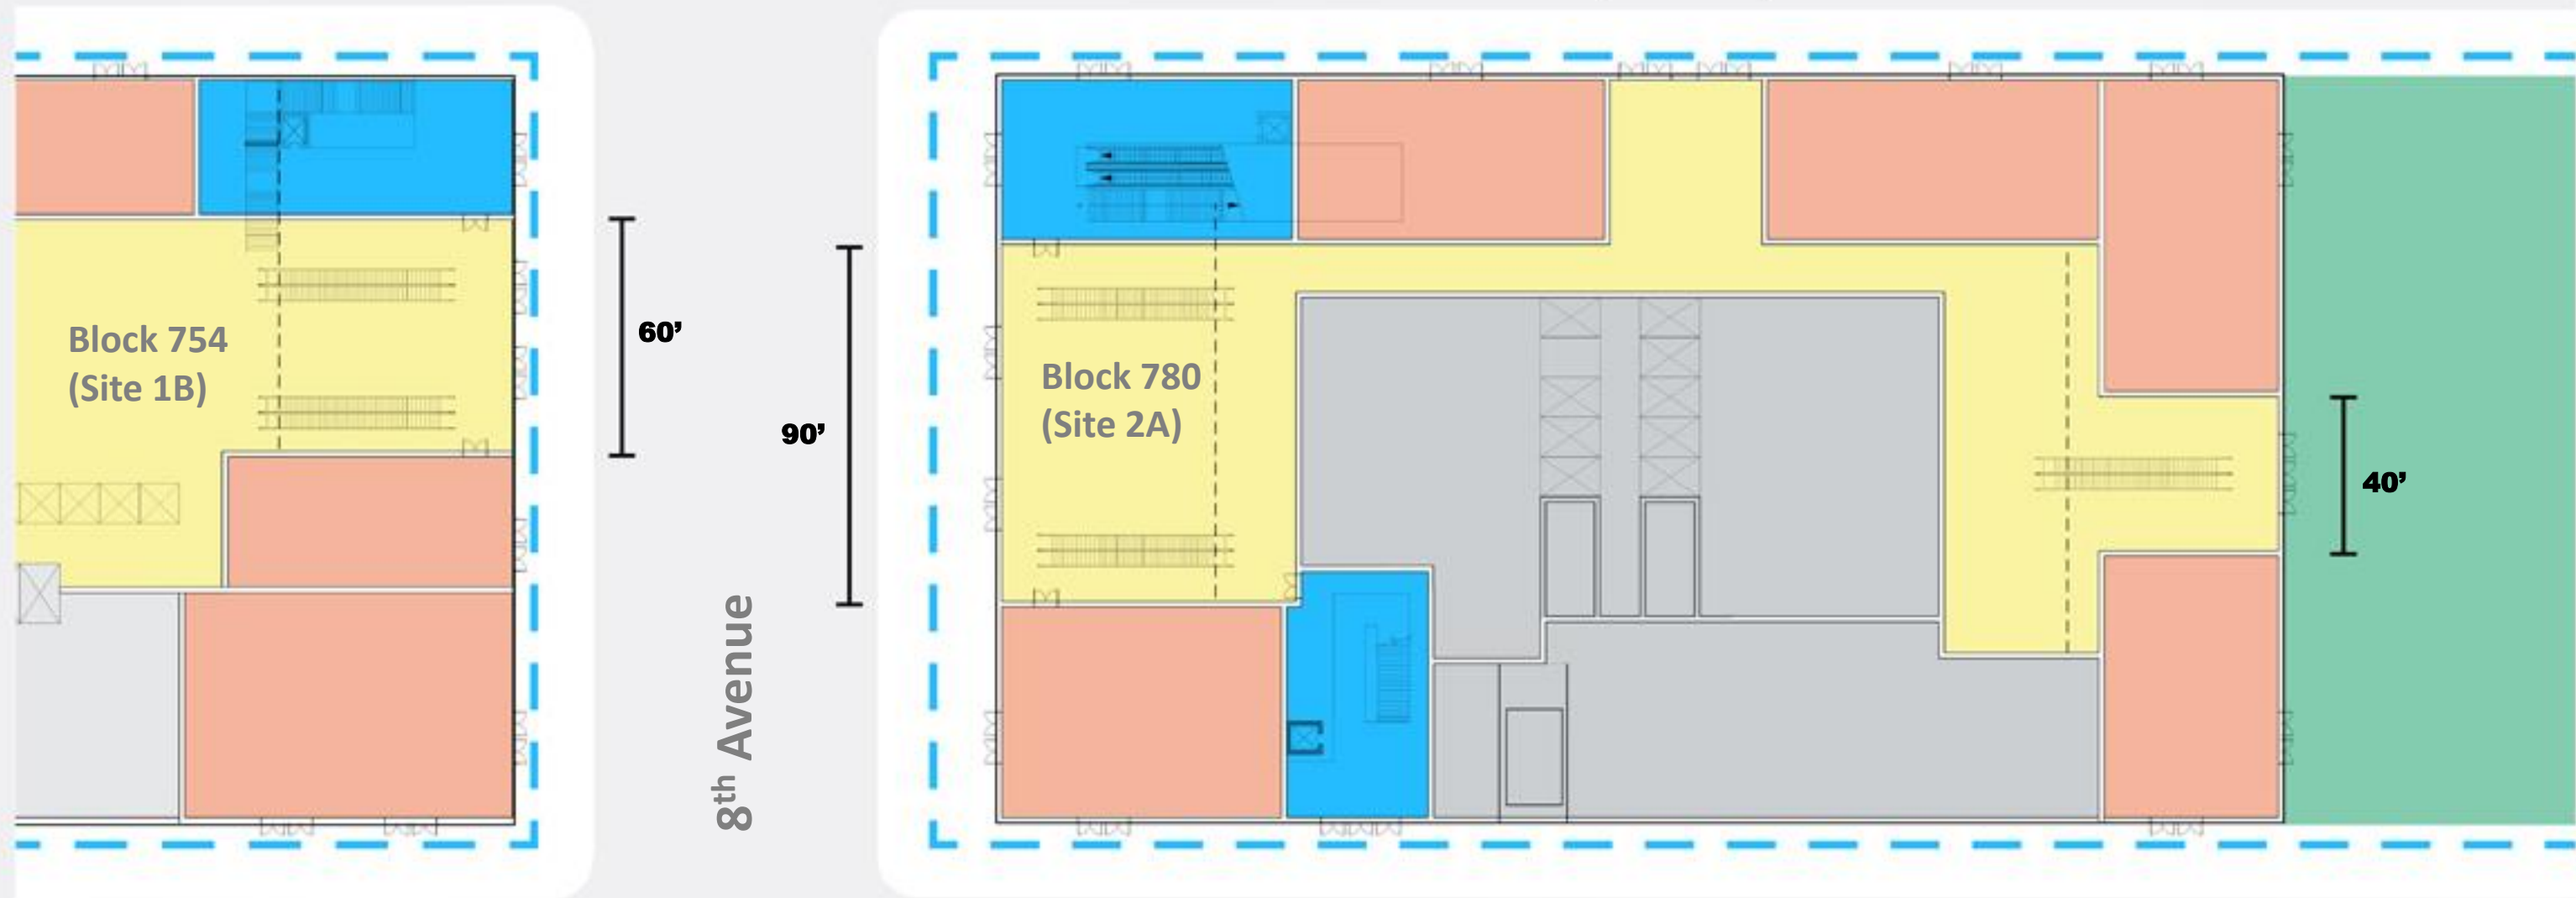 Block 754
(Site 1B)
60’
90’
8th Avenue
Block 780
(Site 2A)
40’